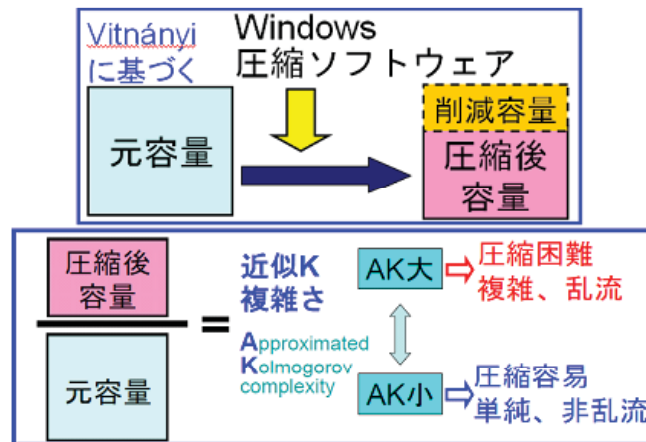 Vitnányi
に基づく
Windows
圧縮ソフトウェア
元容量
削減容量
圧縮後
容量
圧縮後
容量
元容量
=
近似K
複雑さ
Approximated
Kolmogorov
complexity
AK大
圧縮困難
複雑、乱流
AK小
圧縮容易
単純、非乱流